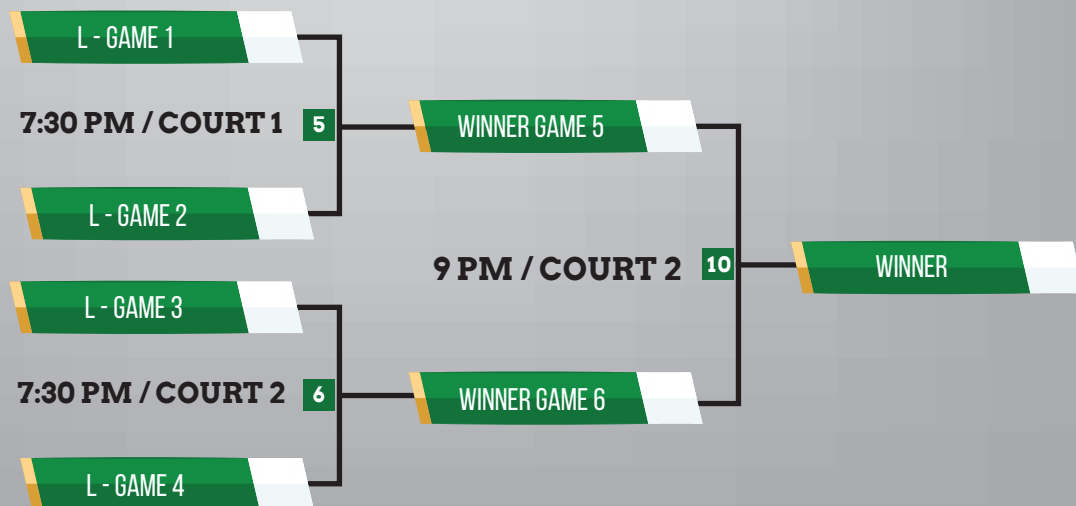 L - GAME 1
7:30 PM / COURT 1
5
L - GAME 2
WINNER GAME 5
9 PM / COURT 2
10
WINNER
L - GAME 3
7:30 PM / COURT 2
6
WINNER GAME 6
L - GAME 4